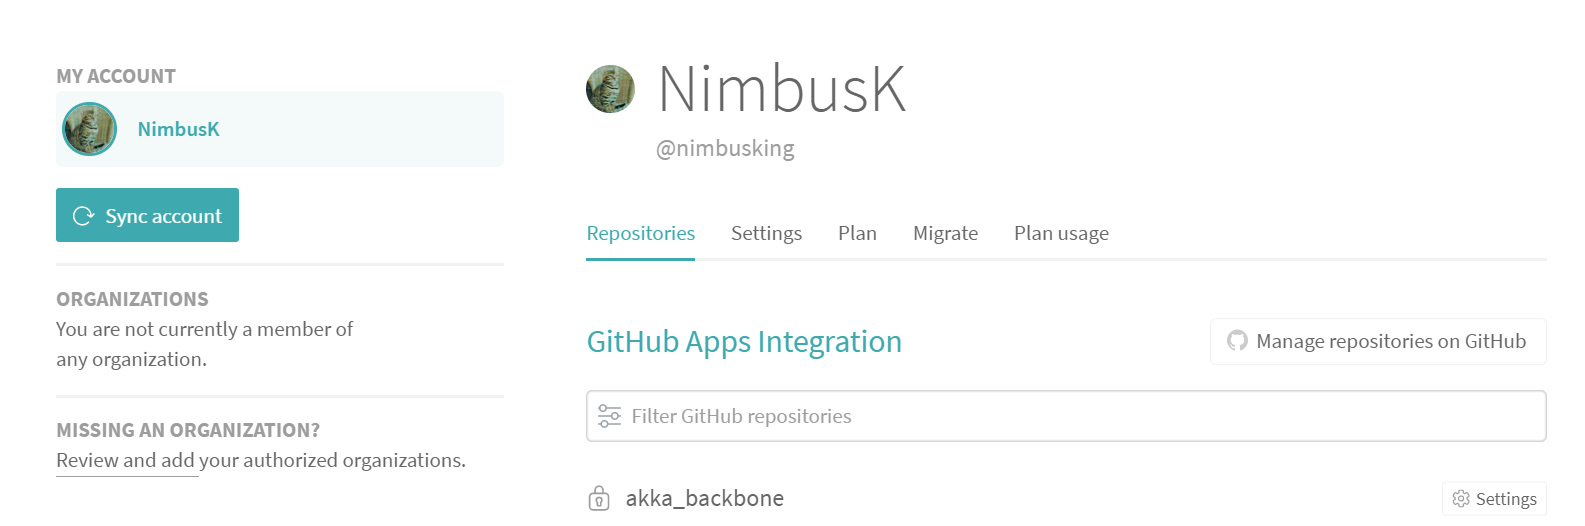 MY ACCOUNT
NimbusK
Sync account
ORGANIZATIONS
You are not currently a member of
any organization.
MISSING AN ORGANIZATION?
Review and add your authorized organizations.
NimbusK
@nimbusking
Repositories Settings Plan Migrate Plan usage
GitHub Apps Integration
Manage repositories on GitHub
Filter GitHub repositories
akka_backbone
Settings